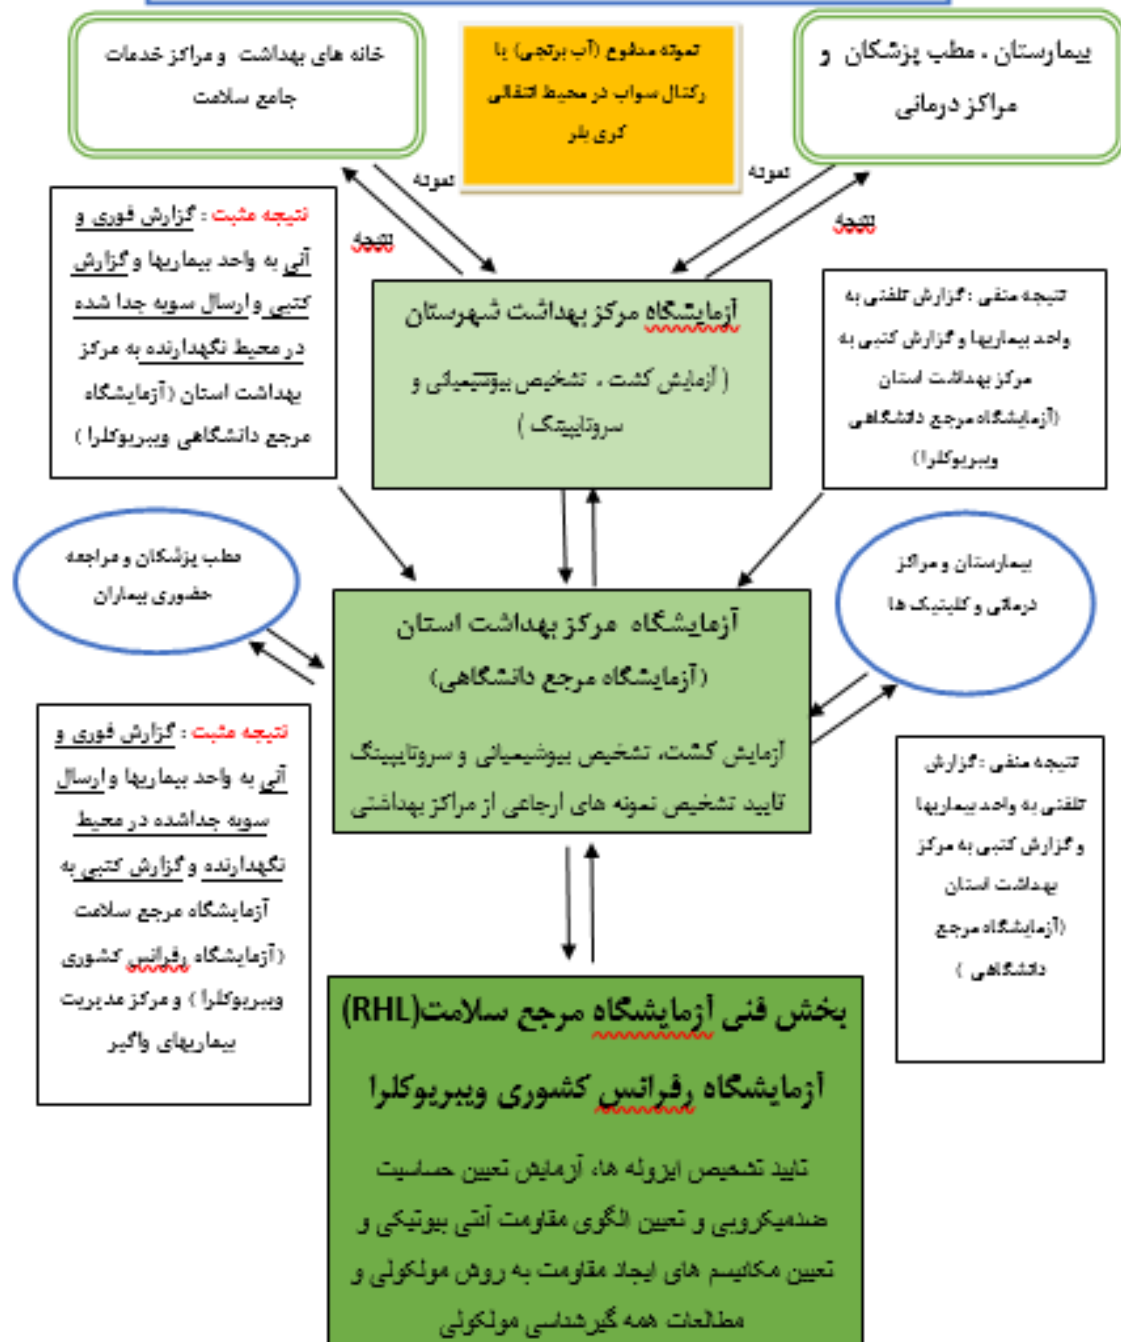 بیمارستان ، مطب پزشکان و
مراکز درمانی
نمونه مدفوع (آب برنجی) یا
رکتال سواب در محیط انتقالی
کری بلر
خانه های بهداشت و مراکز خدمات
جامع سلامت
نمونه
نتیجه
نمونه
نتیجه
نتیجه منفی : گزارش تلفنی به
واحد بیماریها و گزارش کتبی به
مرکز بهداشت استان
(آزمایشگاه مرجع دانشگاهی
ویبریوکلرا)
آزمایشگاه مرکز بهداشت شهرستان
( آزمایش کشت ، تشخیص بیوشیمیائی و
سروتایپینگ )
نتیجه مثبت : گزارش فوری و
آنی به واحد بیماریها و گزارش
کتبی و ارسال سویه جدا شده
در محیط نگهدارنده به مرکز
بهداشت استان (آزمایشگاه
مرجع دانشگاهی ویبریوکلرا )
بیمارستان و مراکز
درمانی و کلینیک ها
مطب پزشکان و مراجعه
حضوری بیماران
آزمایشگاه مرکز بهداشت استان
(آزمایشگاه مرجع دانشگاهی)
آزمایش کشت، تشخیص بیوشیمیائی و سروتایپینگ
تایید تشخیص نمونه های ارجاعی از مراکز بهداشتی
نتیجه منفی : گزارش
تلفنی به واحد بیماریها
و گزارش کتبی به مرکز
بهداشت استان
(آزمایشگاه مرجع
دانشگاهی )
نتیجه مثبت : گزارش فوری و
آنی به واحد بیماریها و ارسال
سویه جداشده در محیط
نگهدارنده و گزارش کتبی به
آزمایشگاه مرجع سلامت
(آزمایشگاه رفرانس کشوری
ویبریوکلرا ) و مرکز مدیریت
بیماریهای واگیر
بخش فنی آزمایشگاه مرجع سلامت(RHL)
آزمایشگاه رفرانس کشوری ویبریوکلرا
تایید تشخیص ایزوله ها، آزمایش تعیین حساسیت
ضدمیکروبی و تعیین الگوی مقاومت آنتی بیوتیکی و
تعیین مکانیسم های ایجاد مقاومت به روش مولکولی و
مطالعات همه گیرشناسی مولکولی